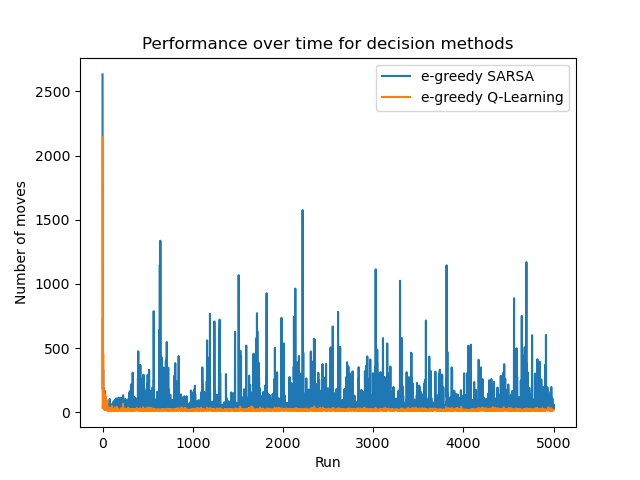 Performance over time for decision methods
e-greedy SARSA
e-greedy Q-Learning
Number of moves
2500
2000
1500
1000
500
0
0 1000 2000 3000 4000 5000
Run